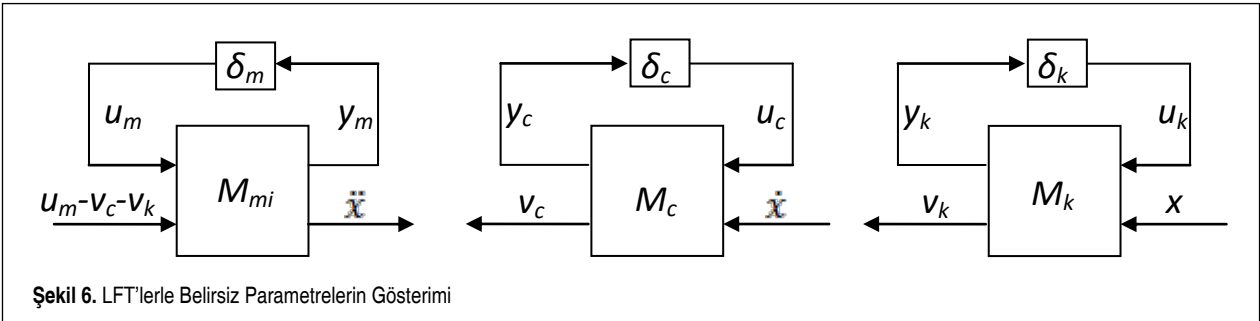 δm δc δk
um ym yc uc yk uk
Mmi Mc Mk
um-vc-vk ẍ vc ẋ vk x
Şekil 6. LFT'lerle Belirsiz Parametrelerin Gösterimi